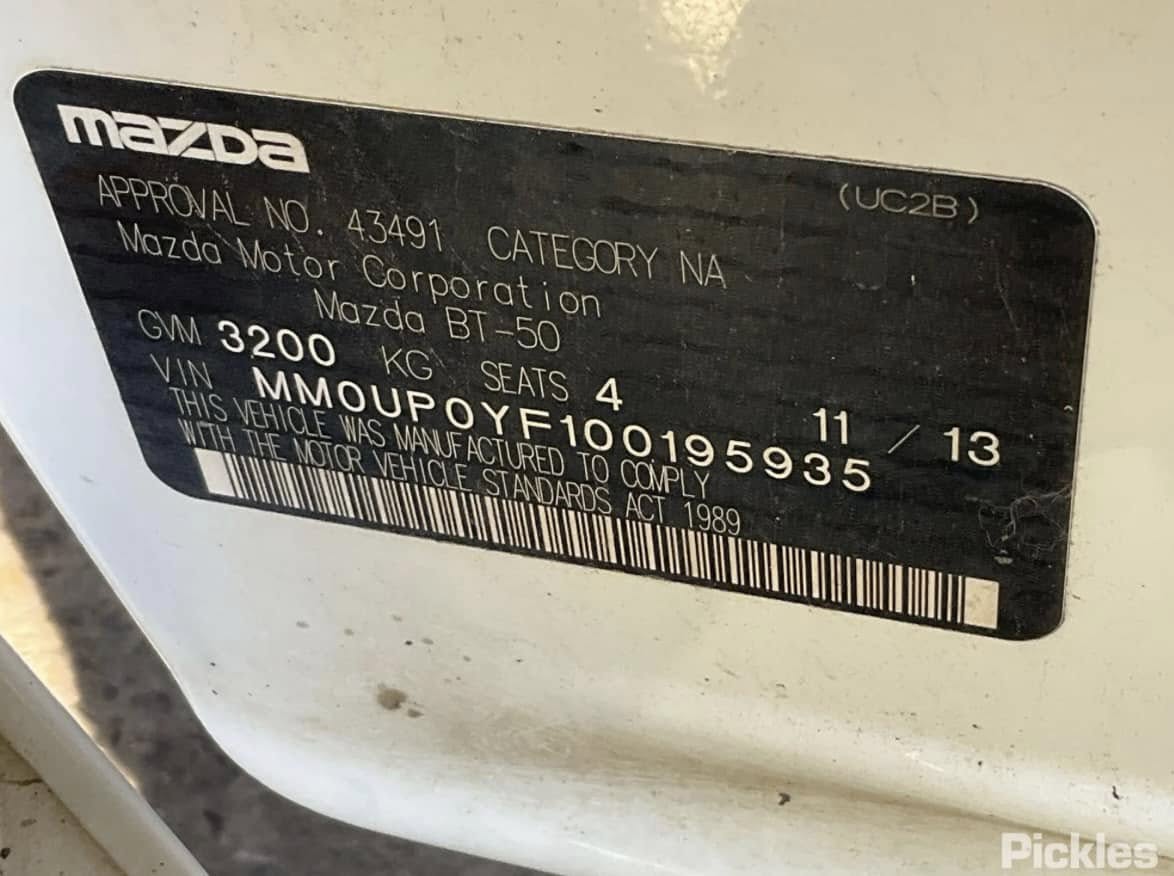 mazda
(UC2B)
APPROVAL NO. 43491 CATEGORY NA
Mazda Motor Corporation
Mazda BT-50
GVM 3200 KG SEATS 4 11 / 13
VIN MM0UP0YF100195935
THIS VEHICLE WAS MANUFACTURED TO COMPLY
WITH THE MOTOR VEHICLE STANDARDS ACT 1989
Pickles